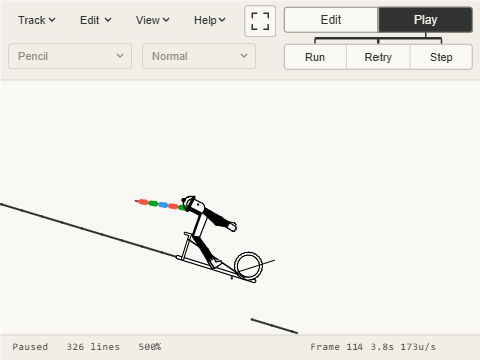 Track Edit View Help Edit Play
Pencil Normal Run Retry Step
Paused 326 lines 500% Frame 114 3.8s 173u/s